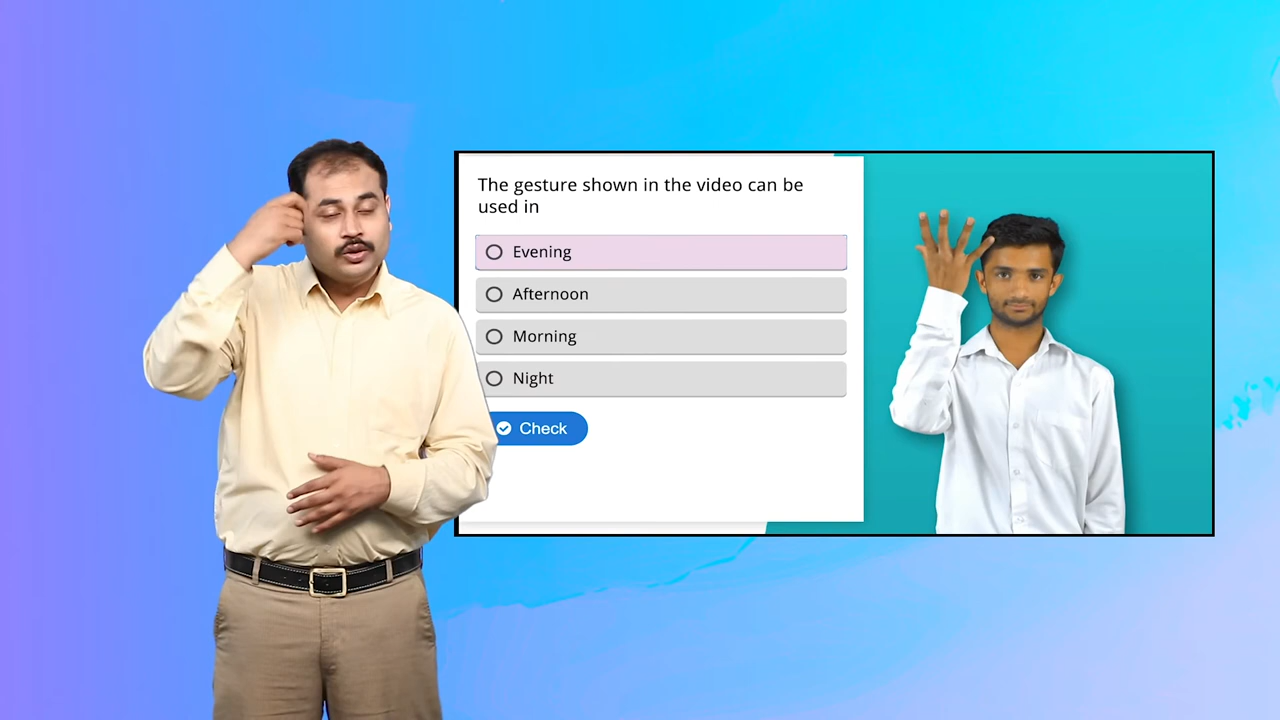 The gesture shown in the video can be
used in
Evening
Afternoon
Morning
Night
Check